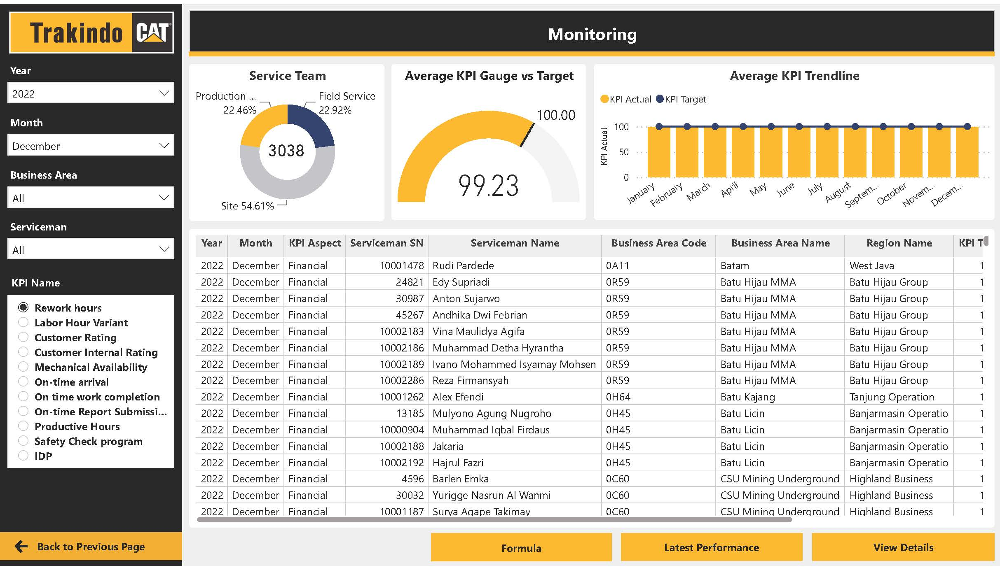 Trakindo CAT
Monitoring
Year
2022
Month
December
Business Area
All
Serviceman
All
KPI Name
Rework hours
Labor Hour Variant
Customer Rating
Customer Internal Rating
Mechanical Availability
On-time arrival
On time work completion
On-time Report Submissi...
Productive Hours
Safety Check program
IDP
Back to Previous Page
Service Team
Production ...
22.46%
Field Service
22.92%
3038
Site 54.61%
Average KPI Gauge vs Target
100.00
99.23
Average KPI Trendline
KPI Actual KPI Target
KPI Actual
100
50
0
January February March April May June July August Septem... October Novem... Decem...
Year Month KPI Aspect Serviceman SN Serviceman Name Business Area Code Business Area Name Region Name KPI T
2022 December Financial 10001478 Rudi Pardede 0A11 Batam West Java 1
2022 December Financial 24821 Edy Supriadi 0R59 Batu Hijau MMA Batu Hijau Group 1
2022 December Financial 30987 Anton Sujarwo 0R59 Batu Hijau MMA Batu Hijau Group 1
2022 December Financial 45267 Andhika Dwi Febrian 0R59 Batu Hijau MMA Batu Hijau Group 1
2022 December Financial 10002183 Vina Maulidya Agifa 0R59 Batu Hijau MMA Batu Hijau Group 1
2022 December Financial 10002186 Muhammad Detha Hyrantha 0R59 Batu Hijau MMA Batu Hijau Group 1
2022 December Financial 10002189 Ivano Mohammed Isyamay Mohsen 0R59 Batu Hijau MMA Batu Hijau Group 1
2022 December Financial 10002286 Reza Firmansyah 0R59 Batu Hijau MMA Batu Hijau Group 1
2022 December Financial 10001262 Alex Efendi 0H64 Batu Kajang Tanjung Operation 1
2022 December Financial 13185 Mulyono Agung Nugroho 0H45 Batu Licin Banjarmasin Operatio 1
2022 December Financial 10000904 Muhammad Iqbal Firdaus 0H45 Batu Licin Banjarmasin Operatio 1
2022 December Financial 10002188 Jakaria 0H45 Batu Licin Banjarmasin Operatio 1
2022 December Financial 10002192 Hajrul Fazri 0H45 Batu Licin Banjarmasin Operatio 1
2022 December Financial 4596 Barlen Emka 0C60 CSU Mining Underground Highland Business 1
2022 December Financial 30032 Yurigge Nasrun Al Wanmi 0C60 CSU Mining Underground Highland Business 1
2022 December Financial 10001187 Surya Agape Takimay 0C60 CSU Mining Underground Highland Business 1
Formula
Latest Performance
View Details